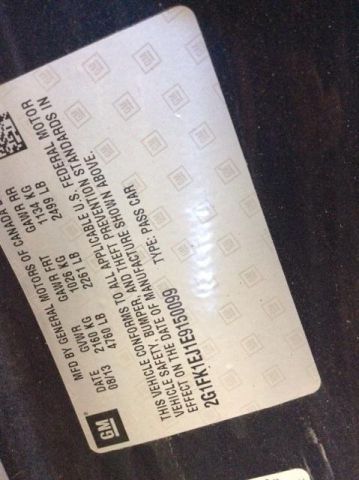 MFD BY GENERAL MOTORS OF CANADA
DATE GVWR GAWR FRT GAWR RR
08/13 2160 KG 1026 KG 1134 KG
4760 LB 2261 LB 2499 LB
THIS VEHICLE CONFORMS TO ALL APPLICABLE U.S. FEDERAL MOTOR
VEHICLE SAFETY, BUMPER, AND THEFT PREVENTION STANDARDS IN
EFFECT ON THE DATE OF MANUFACTURE SHOWN ABOVE.
2G1FK1EJ1E9150099 TYPE: PASS CAR
GM